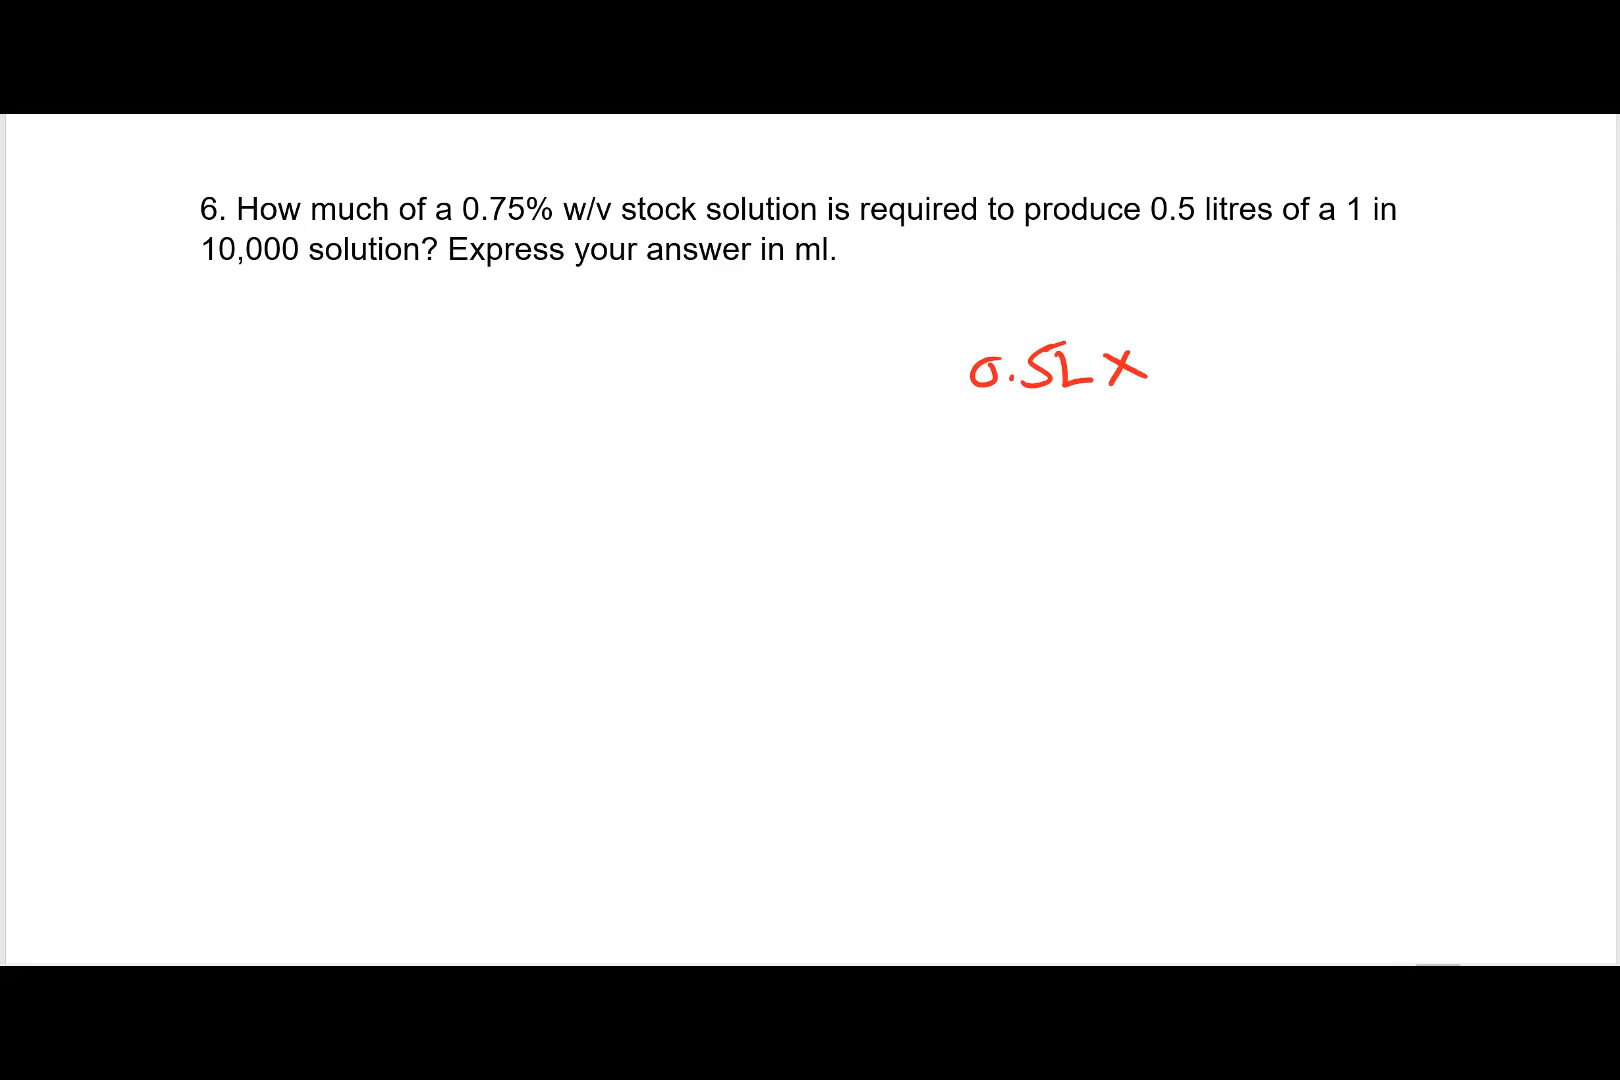 6. How much of a 0.75% w/v stock solution is required to produce 0.5 litres of a 1 in
10,000 solution? Express your answer in ml.
0.5L ×